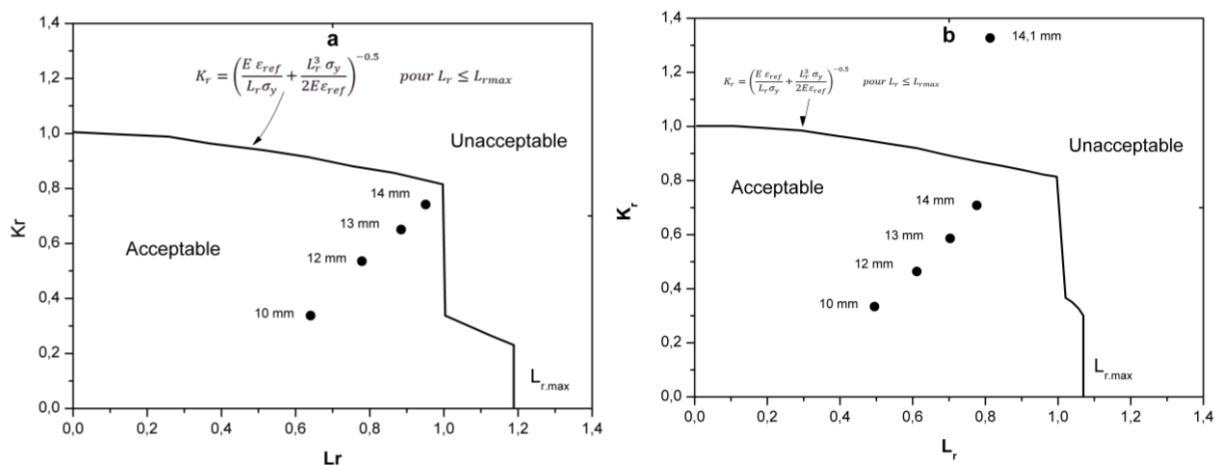 a
1,4
1,2
1,0
0,8
0,6
0,4
0,2
0,0
Kr
K_r = (E ε_ref / L_r σ_y + L_r^3 σ_y / 2E ε_ref)^−0.5 pour L_r ≤ L_rmax
Unacceptable
Acceptable
14 mm
13 mm
12 mm
10 mm
L_r.max
0,0 0,2 0,4 0,6 0,8 1,0 1,2 1,4
Lr
b
1,4
1,2
1,0
0,8
0,6
0,4
0,2
0,0
K_r
14,1 mm
K_r = (E ε_ref / L_r σ_y + L_r^3 σ_y / 2E ε_ref)^−0.5 pour L_r ≤ L_rmax
Unacceptable
Acceptable
14 mm
13 mm
12 mm
10 mm
L_r.max
0,0 0,2 0,4 0,6 0,8 1,0 1,2 1,4
L_r